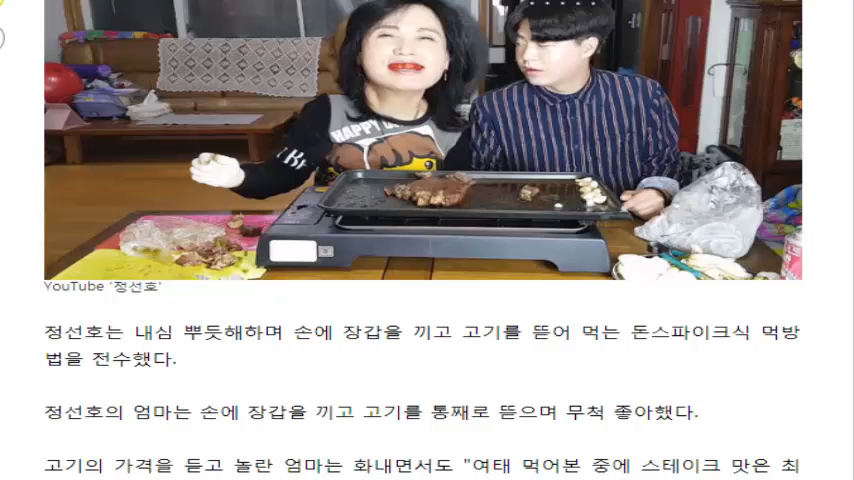 HAPPY
YouTube '정선호'
정선호는 내심 뿌듯해하며 손에 장갑을 끼고 고기를 뜯어 먹는 돈스파이크식 먹방
법을 전수했다.
정선호의 엄마는 손에 장갑을 끼고 고기를 통째로 뜯으며 무척 좋아했다.
고기의 가격을 듣고 놀란 엄마는 화내면서도 "여태 먹어본 중에 스테이크 맛은 최